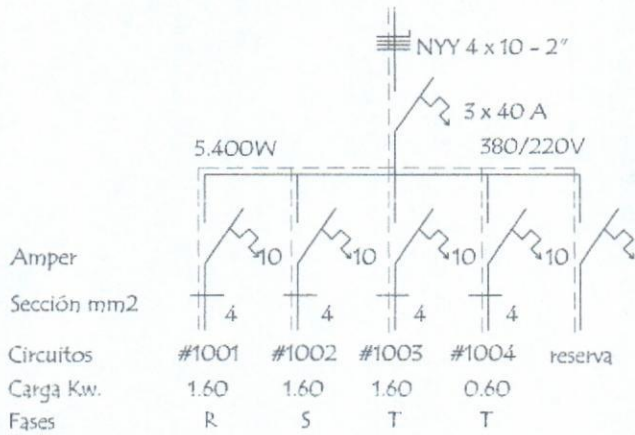 NYY 4 x 10 - 2"
3 x 40 A
5.400W 380/220V
Amper 10 10 10 10
Sección mm2 4 4 4 4
Circuitos #1001 #1002 #1003 #1004 reserva
Carga Kw. 1.60 1.60 1.60 0.60
Fases R S T T